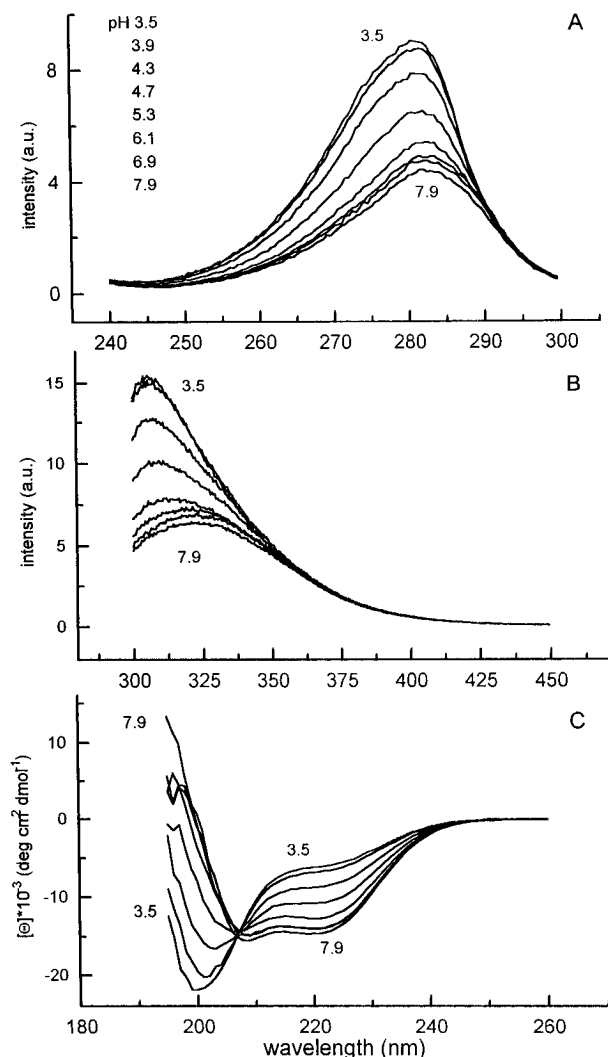 pH 3.5
3.9
4.3
4.7
5.3
6.1
6.9
7.9
3.5
A
8
4
0
intensity (a.u.)
7.9
240 250 260 270 280 290 300
B
3.5
15
10
5
0
intensity (a.u.)
7.9
300 325 350 375 400 425 450
C
7.9
10
0
-10
-20
[Θ]*10⁻³ (deg cm² dmol⁻¹)
3.5
3.5
7.9
180 200 220 240 260
wavelength (nm)